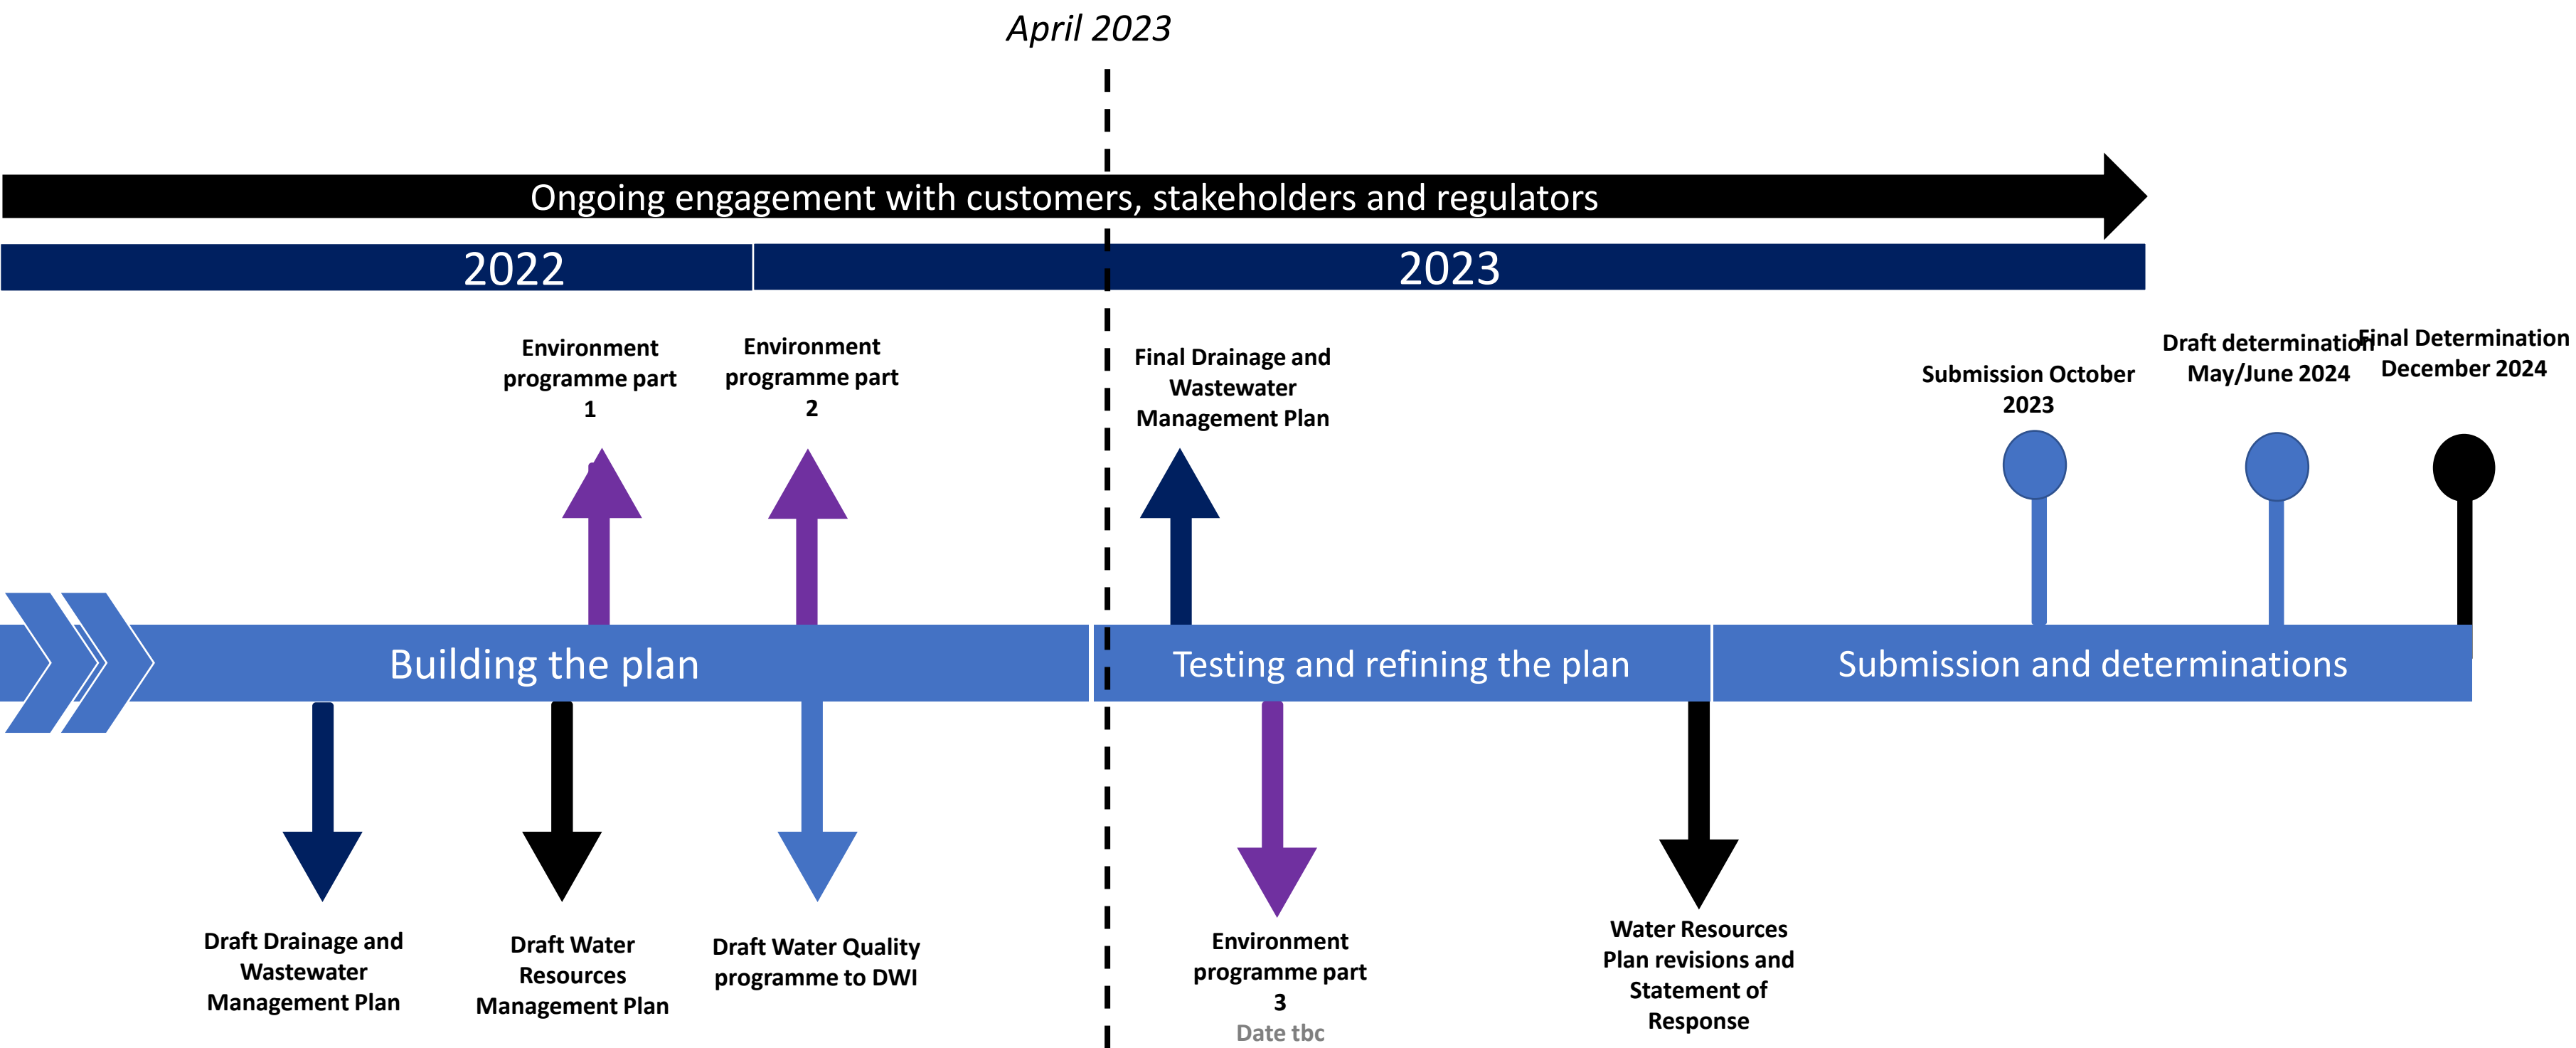 April 2023
Ongoing engagement with customers, stakeholders and regulators
2022
2023
Environment
programme part
1
Environment
programme part
2
Final Drainage and
Wastewater
Management Plan
Submission October
2023
Draft determination
May/June 2024
Final Determination
December 2024
Building the plan
Testing and refining the plan
Submission and determinations
Draft Drainage and
Wastewater
Management Plan
Draft Water
Resources
Management Plan
Draft Water Quality
programme to DWI
Environment
programme part
3
Date tbc
Water Resources
Plan revisions and
Statement of
Response